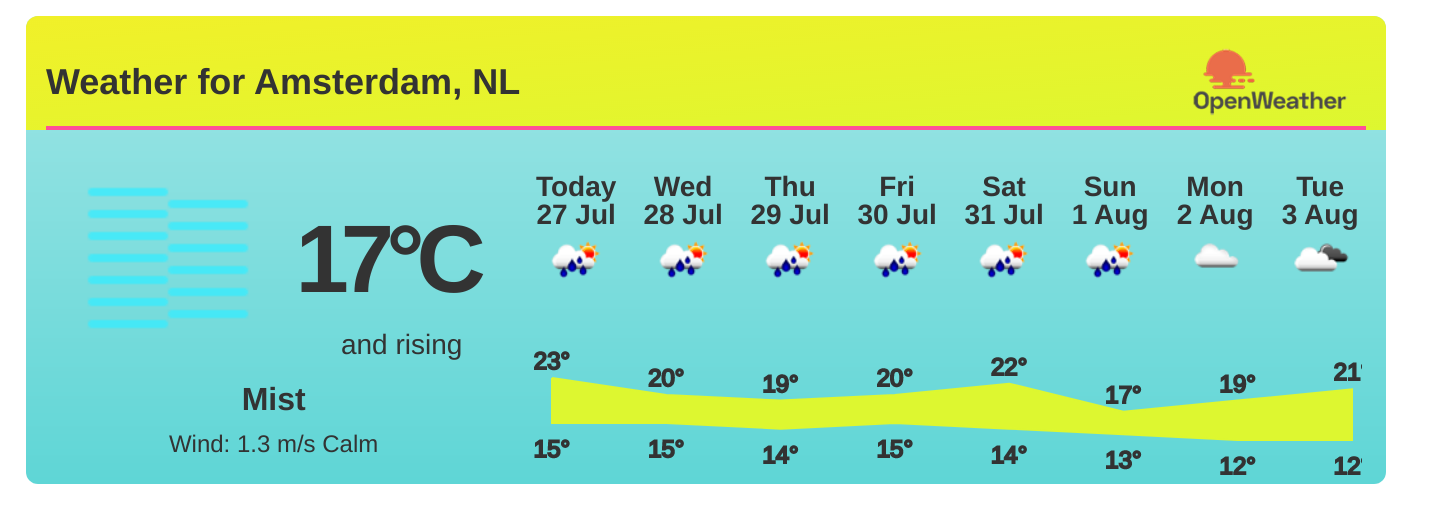 Weather for Amsterdam, NL
OpenWeather
Today Wed Thu Fri Sat Sun Mon Tue
27 Jul 28 Jul 29 Jul 30 Jul 31 Jul 1 Aug 2 Aug 3 Aug
17°C
and rising
Mist
Wind: 1.3 m/s Calm
23° 20° 19° 20° 22° 17° 19° 21°
15° 15° 14° 15° 14° 13° 12° 12°